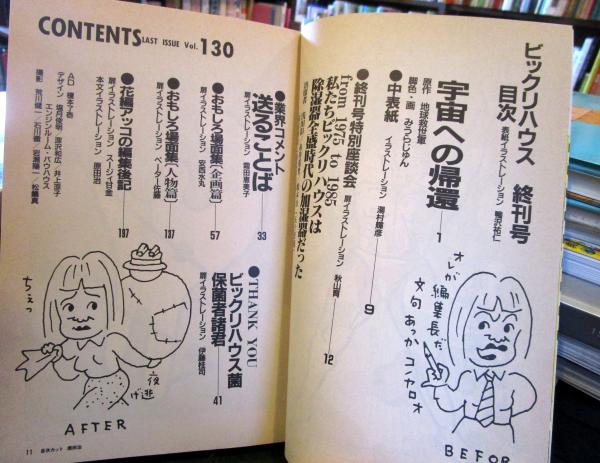 ビックリハウス 終刊号
目次 表紙イラストレーション 鴨沢祐仁
宇宙への帰還 1
原作 地球救世軍
脚色・画 みうらじゅん
●中表紙
イラストレーション 湯村輝彦
9
●終刊号特別座談会 扉イラストレーション 秋山育
from 1975 to 1985
私たちビックリハウスは
除湿器全盛時代の加湿器だった
12
オレが
編集長だ
文句あっか コノヤロオ
BEFOR
CONTENTS
LAST ISSUE Vol. 130
●業界コメント
送ることば 33
扉イラストレーション 霜田恵美子
●おもしろ場面集〔企画篇〕 57
扉イラストレーション 安西水丸
●おもしろ場面集〔人物篇〕 137
扉イラストレーション ペーター佐藤
●花編アッコの編集後記 197
扉イラストレーション スージィ甘金
本文イラストレーション 原田治
AD 榎本了壱
エンジンルーム・バウハウス
●THANK YOU
ビックリハウス菌
保菌者諸君 41
扉イラストレーション 伊藤桂司
ちぇっ
夜
逃げ
AFTER
11